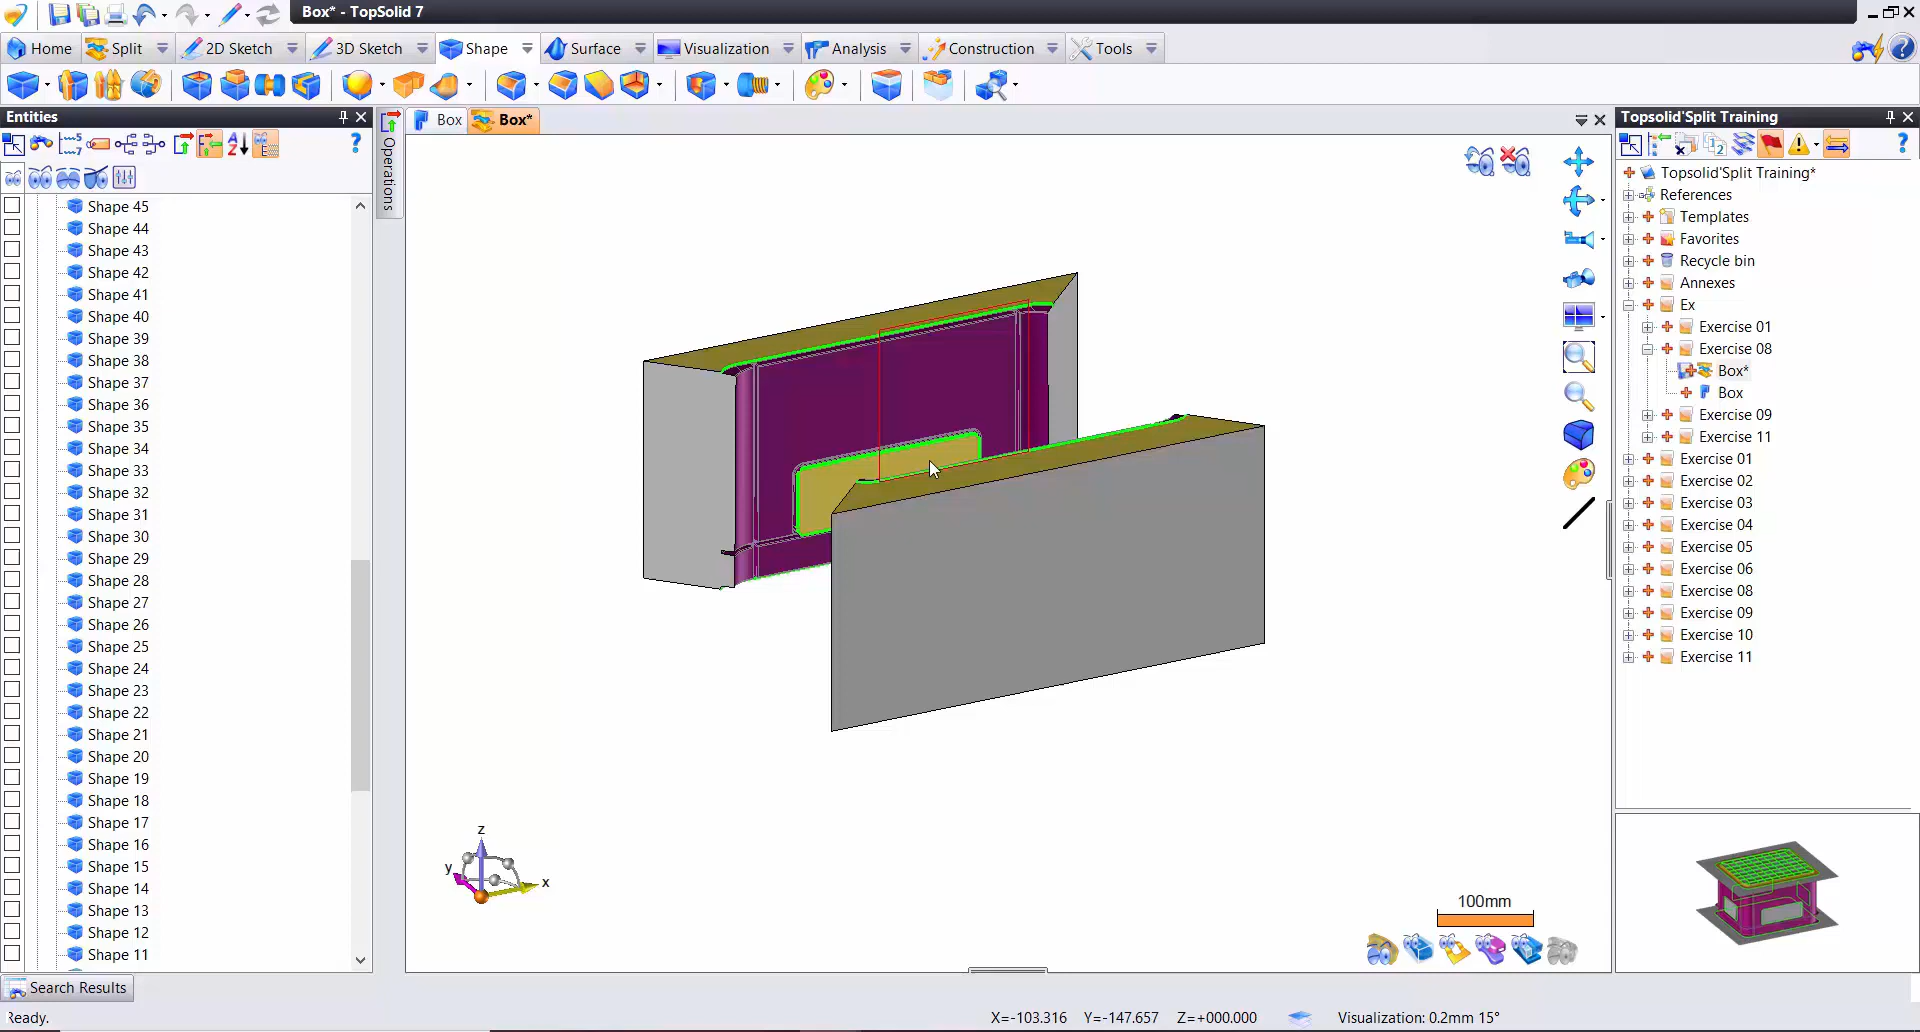 Box* - TopSolid 7
Home
Split
2D Sketch
3D Sketch
Shape
Surface
Visualization
Analysis
Construction
Tools
Entities
Operations
Box
Box*
Topsolid'Split Training
Shape 45
Shape 44
Shape 43
Shape 42
Shape 41
Shape 40
Shape 39
Shape 38
Shape 37
Shape 36
Shape 35
Shape 34
Shape 33
Shape 32
Shape 31
Shape 30
Shape 29
Shape 28
Shape 27
Shape 26
Shape 25
Shape 24
Shape 23
Shape 22
Shape 21
Shape 20
Shape 19
Shape 18
Shape 17
Shape 16
Shape 15
Shape 14
Shape 13
Shape 12
Shape 11
z
y
x
100mm
Topsolid'Split Training*
References
Templates
Favorites
Recycle bin
Annexes
Ex
Exercise 01
Exercise 08
Box*
Box
Exercise 09
Exercise 11
Exercise 01
Exercise 02
Exercise 03
Exercise 04
Exercise 05
Exercise 06
Exercise 08
Exercise 09
Exercise 10
Exercise 11
Search Results
Ready.
X=-103.316 Y=-147.657 Z=+000.000
Visualization: 0.2mm 15°